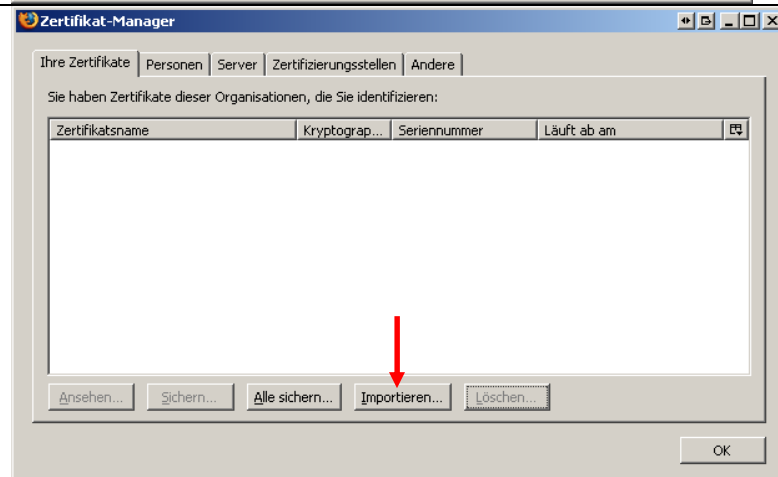 Zertifikat-Manager
Ihre Zertifikate Personen Server Zertifizierungsstellen Andere
Sie haben Zertifikate dieser Organisationen, die Sie identifizieren:
Zertifikatsname Kryptograp... Seriennummer Läuft ab am
Ansehen... Sichern... Alle sichern... Importieren... Löschen...
OK